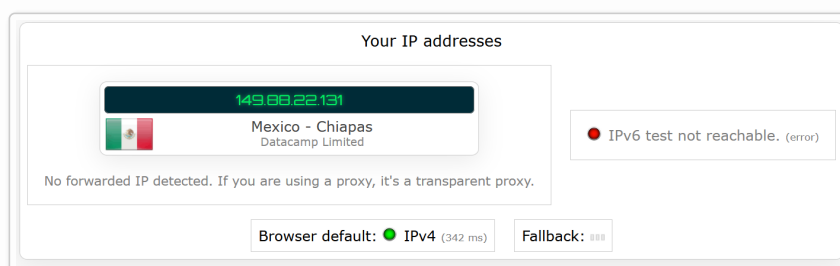 Your IP addresses
149.88.22.131
Mexico - Chiapas
Datacamp Limited
No forwarded IP detected. If you are using a proxy, it's a transparent proxy.
IPv6 test not reachable. (error)
Browser default: IPv4 (342 ms)
Fallback: